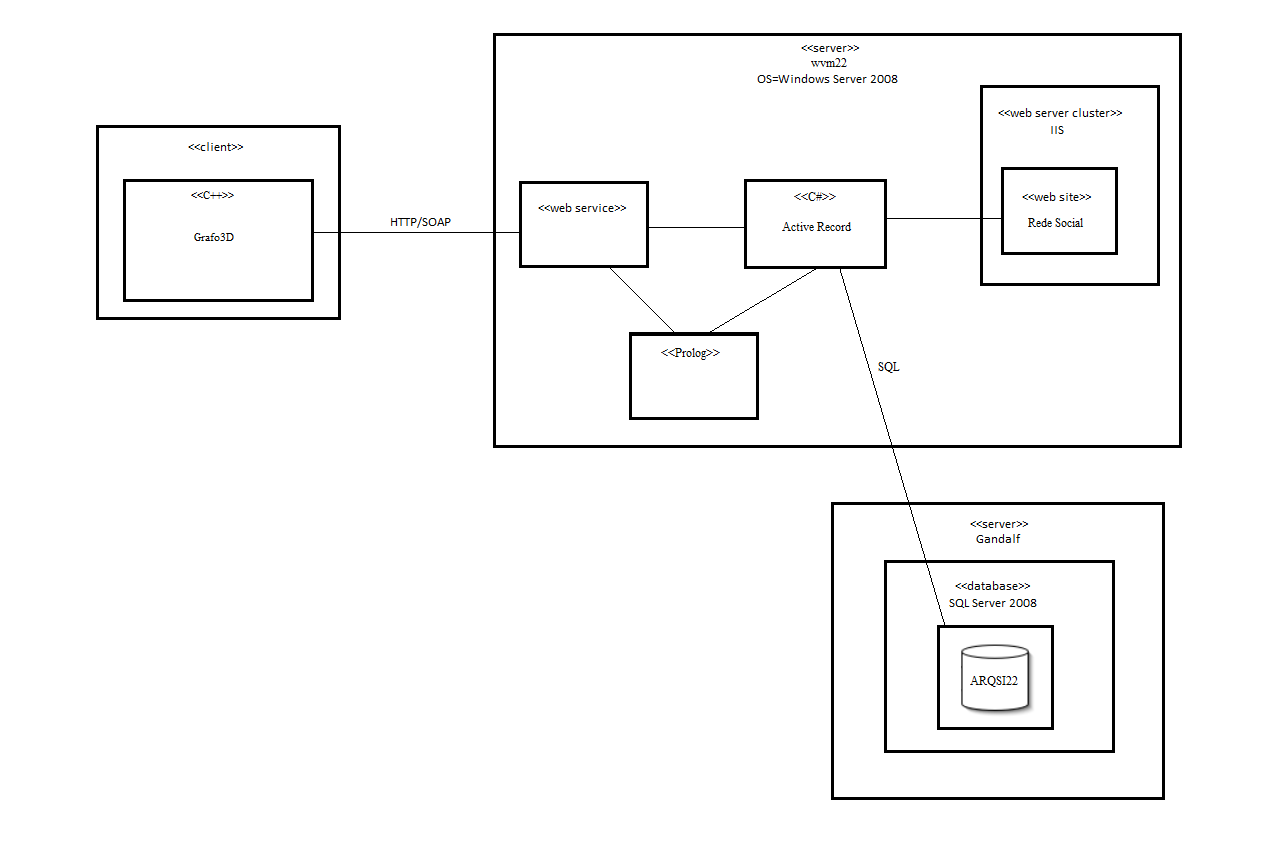 <<server>>
wvm22
OS=Windows Server 2008
<<web server cluster>>
IIS
<<client>>
<<C++>>
Grafo3D
HTTP/SOAP
<<web service>>
<<C#>>
Active Record
<<web site>>
Rede Social
<<Prolog>>
SQL
<<server>>
Gandalf
<<database>>
SQL Server 2008
ARQSI22